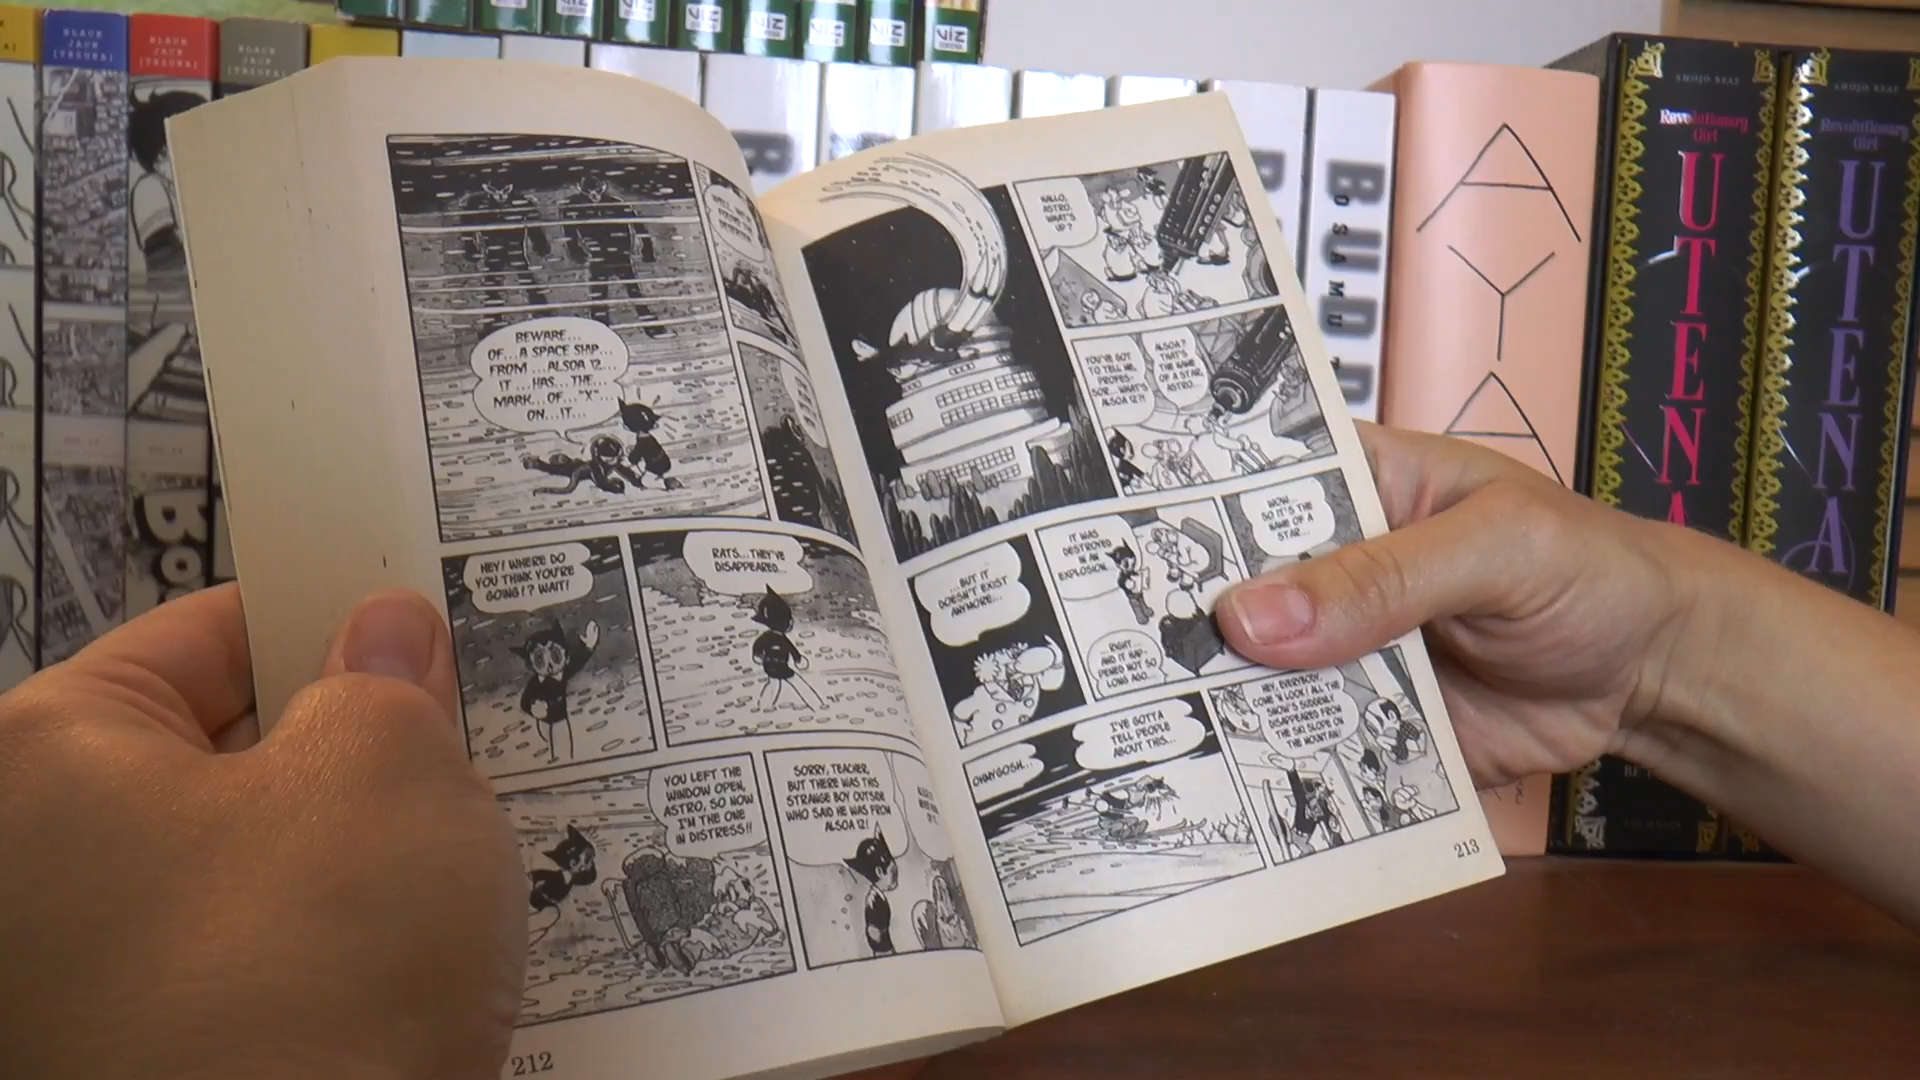 BLACK
JACK
[TEZUKA]
BLACK
JACK
[TEZUKA]
BLACK
JACK
[TEZUKA]
VIZ
VIZ
VIZ
VIZ
VIZ
BEWARE...
OF...A SPACE SHIP...
FROM...ALSOA 12...
IT...HAS...THE...
MARK...OF..."X"...
ON...IT...
HEY! WHERE DO
YOU THINK YOU'RE
GOING!? WAIT!
RATS...THEY'VE
DISAPPEARED...
YOU LEFT THE
WINDOW OPEN,
ASTRO, SO NOW
I'M THE ONE
IN DISTRESS!!
SORRY, TEACHER,
BUT THERE WAS THIS
STRANGE BOY OUTSIDE
WHO SAID HE WAS FROM
ALSOA 12!
212
HALLO,
ASTRO.
WHAT'S
UP?
YOU'VE GOT
TO TELL ME,
PROFES-
SOR...WHAT'S
ALSOA 12?!
ALSOA?
THAT'S
THE NAME
OF A STAR,
ASTRO...
...BUT IT
DOESN'T EXIST
ANYMORE...
IT WAS
DESTROYED
IN AN
EXPLOSION.
...RIGHT...
AND IT HAP-
PENED NOT SO
LONG AGO...
WOW...
SO IT'S THE
NAME OF A
STAR...
OHMYGOSH...
I'VE GOTTA
TELL PEOPLE
ABOUT THIS...
HEY, EVERYBODY,
COME 'N LOOK! ALL THE
SNOW'S SUDDENLY
DISAPPEARED FROM
THE SKI SLOPE ON
THE MOUNTAIN!
213
BUDD
OSAMU T
AYA
SHOJO BEAT
Revolutionary
Girl
UTENA
SHOJO BEAT
Revolutionary
Girl
UTENA